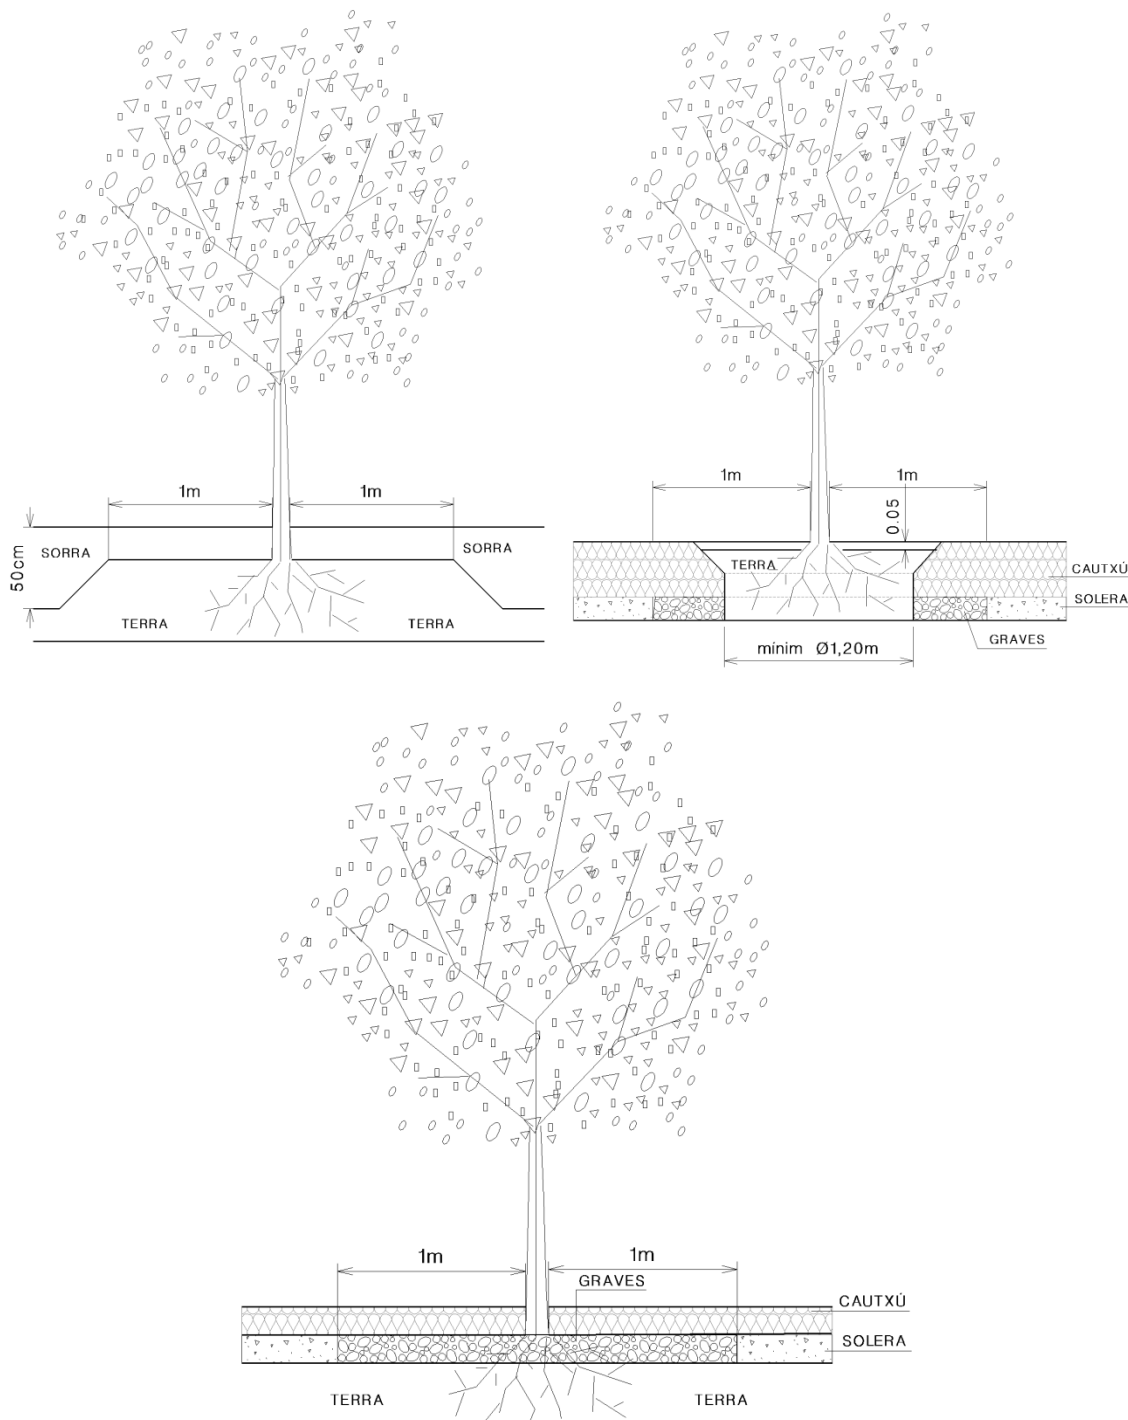 1m
1m
SORRA
SORRA
50cm
TERRA
TERRA
1m
1m
0.05
TERRA
CAUTXÚ
SOLERA
GRAVES
mínim Ø1,20m
1m
1m
GRAVES
CAUTXÚ
SOLERA
TERRA
TERRA